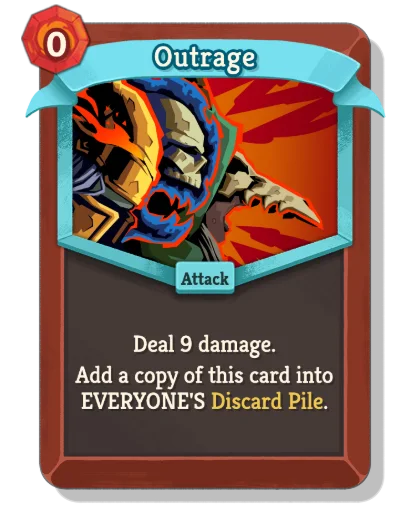 0
Outrage
Attack
Deal 9 damage.
Add a copy of this card into
EVERYONE'S Discard Pile.